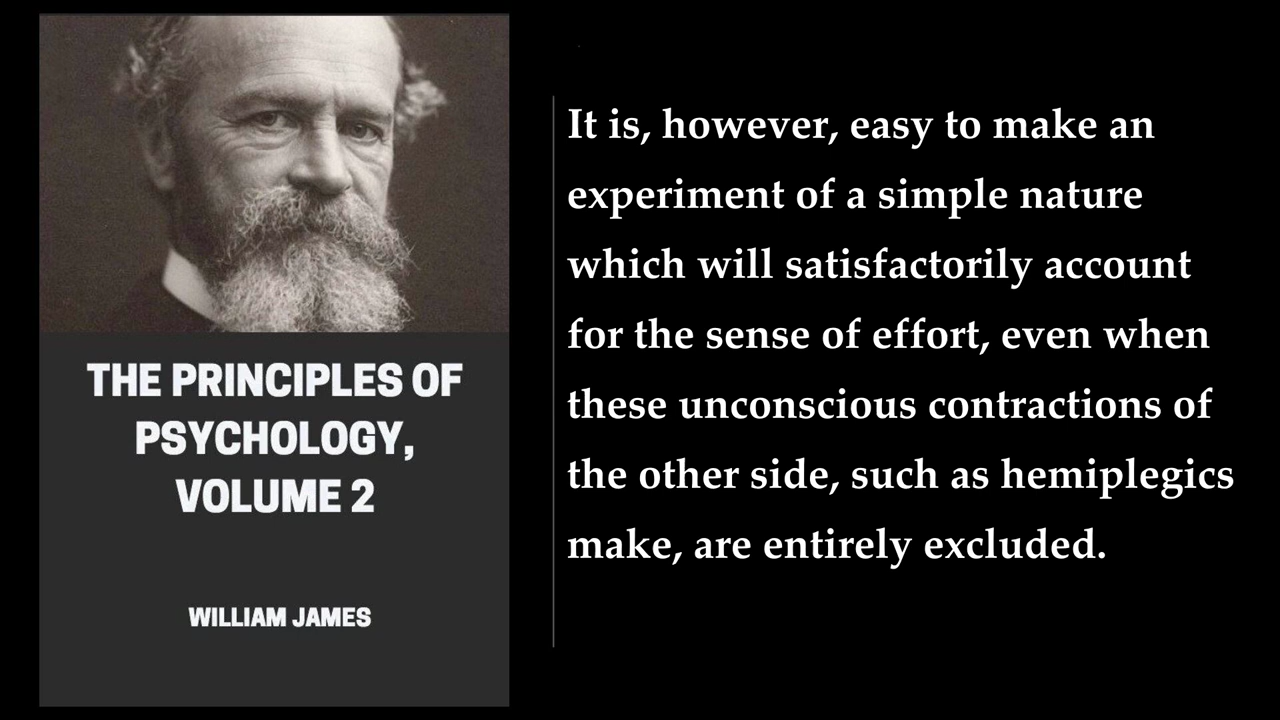 THE PRINCIPLES OF
PSYCHOLOGY,
VOLUME 2
WILLIAM JAMES
It is, however, easy to make an
experiment of a simple nature
which will satisfactorily account
for the sense of effort, even when
these unconscious contractions of
the other side, such as hemiplegics
make, are entirely excluded.